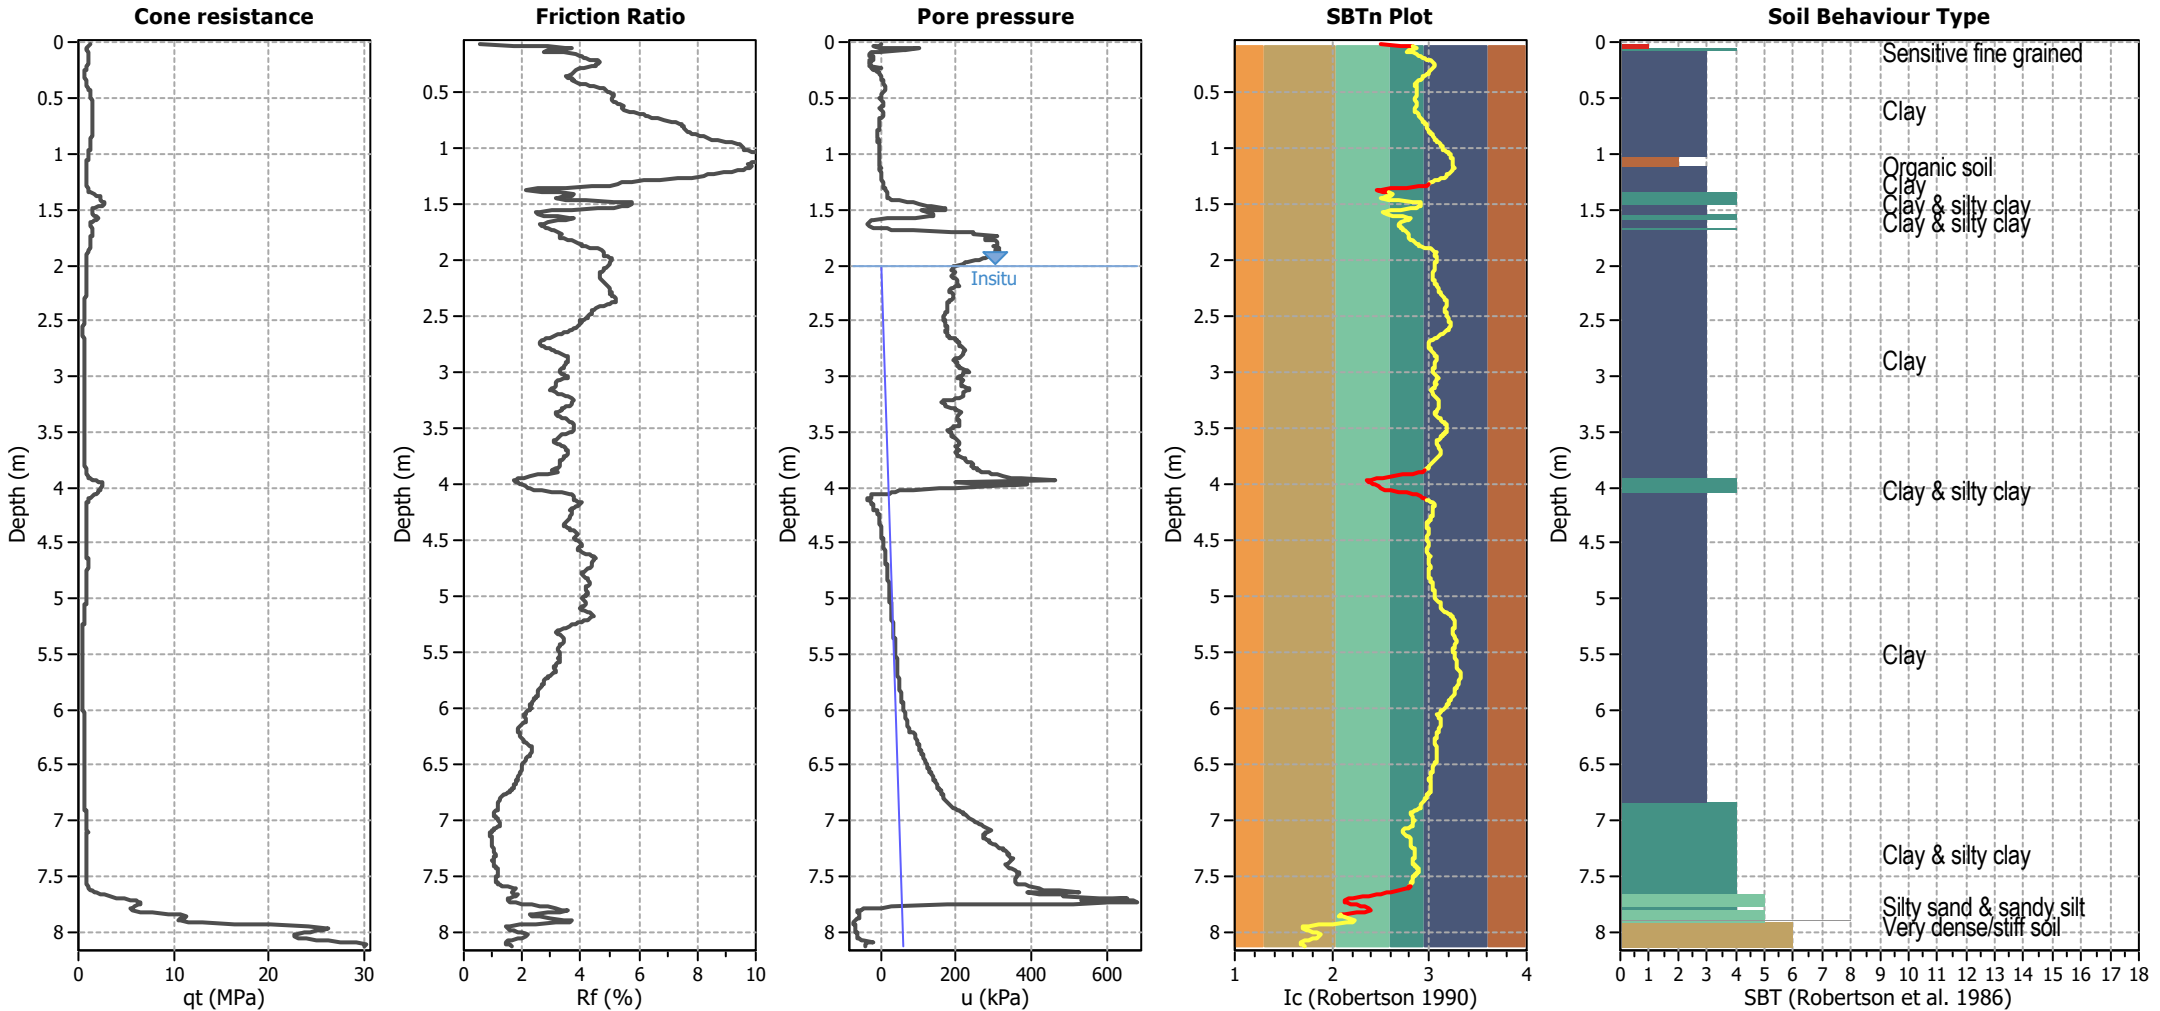 Cone resistance
Friction Ratio
Pore pressure
SBTn Plot
Soil Behaviour Type
0
0.5
1
1.5
2
2.5
3
3.5
4
4.5
5
5.5
6
6.5
7
7.5
8
Depth (m)
0 10 20 30
qt (MPa)
0.5
1
1.5
2
2.5
3
3.5
4
4.5
5
5.5
6
6.5
7
7.5
8
Depth (m)
0 2 4 6 8 10
Rf (%)
0
0.5
1
1.5
2
2.5
3
3.5
4
4.5
5
5.5
6
6.5
7
7.5
8
Depth (m)
Insitu
0 200 400 600
u (kPa)
0.5
1
1.5
2
2.5
3
3.5
4
4.5
5
5.5
6
6.5
7
7.5
8
Depth (m)
1 2 3 4
Ic (Robertson 1990)
0
0.5
1
1.5
2
2.5
3
3.5
4
4.5
5
5.5
6
6.5
7
7.5
8
Depth (m)
Sensitive fine grained
Clay
Organic soil
Clay
Clay & silty clay
Clay & silty clay
Clay
Clay & silty clay
Clay
Clay & silty clay
Silty sand & sandy silt
Very dense/stiff soil
0 1 2 3 4 5 6 7 8 9 10 11 12 13 14 15 16 17 18
SBT (Robertson et al. 1986)